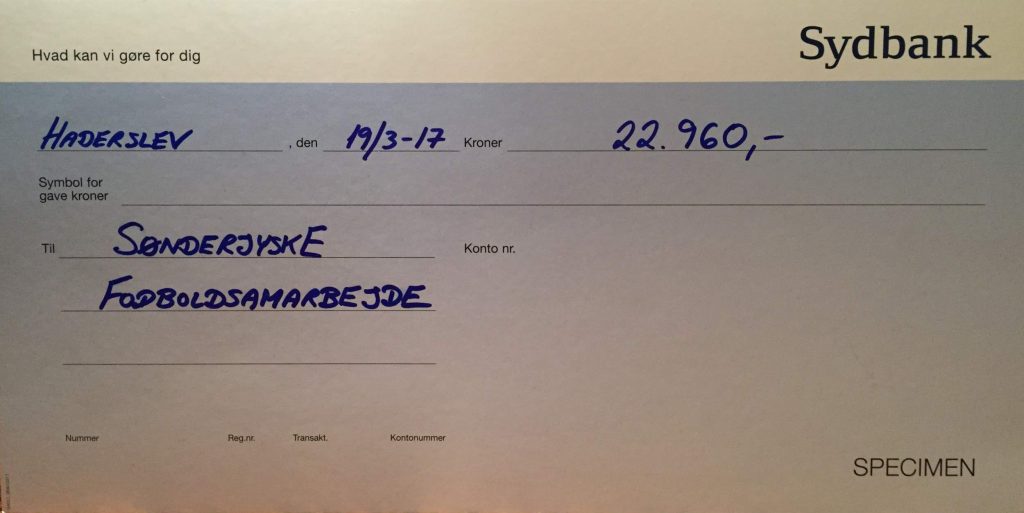 Sydbank
Hvad kan vi gøre for dig
HADERSLEV , den 19/3-17 Kroner 22.960,-
Symbol for
gave kroner
Til SØNDERJYSKE Konto nr.
FODBOLDSAMARBEJDE
Nummer Reg.nr. Transakt. Kontonummer
SPECIMEN